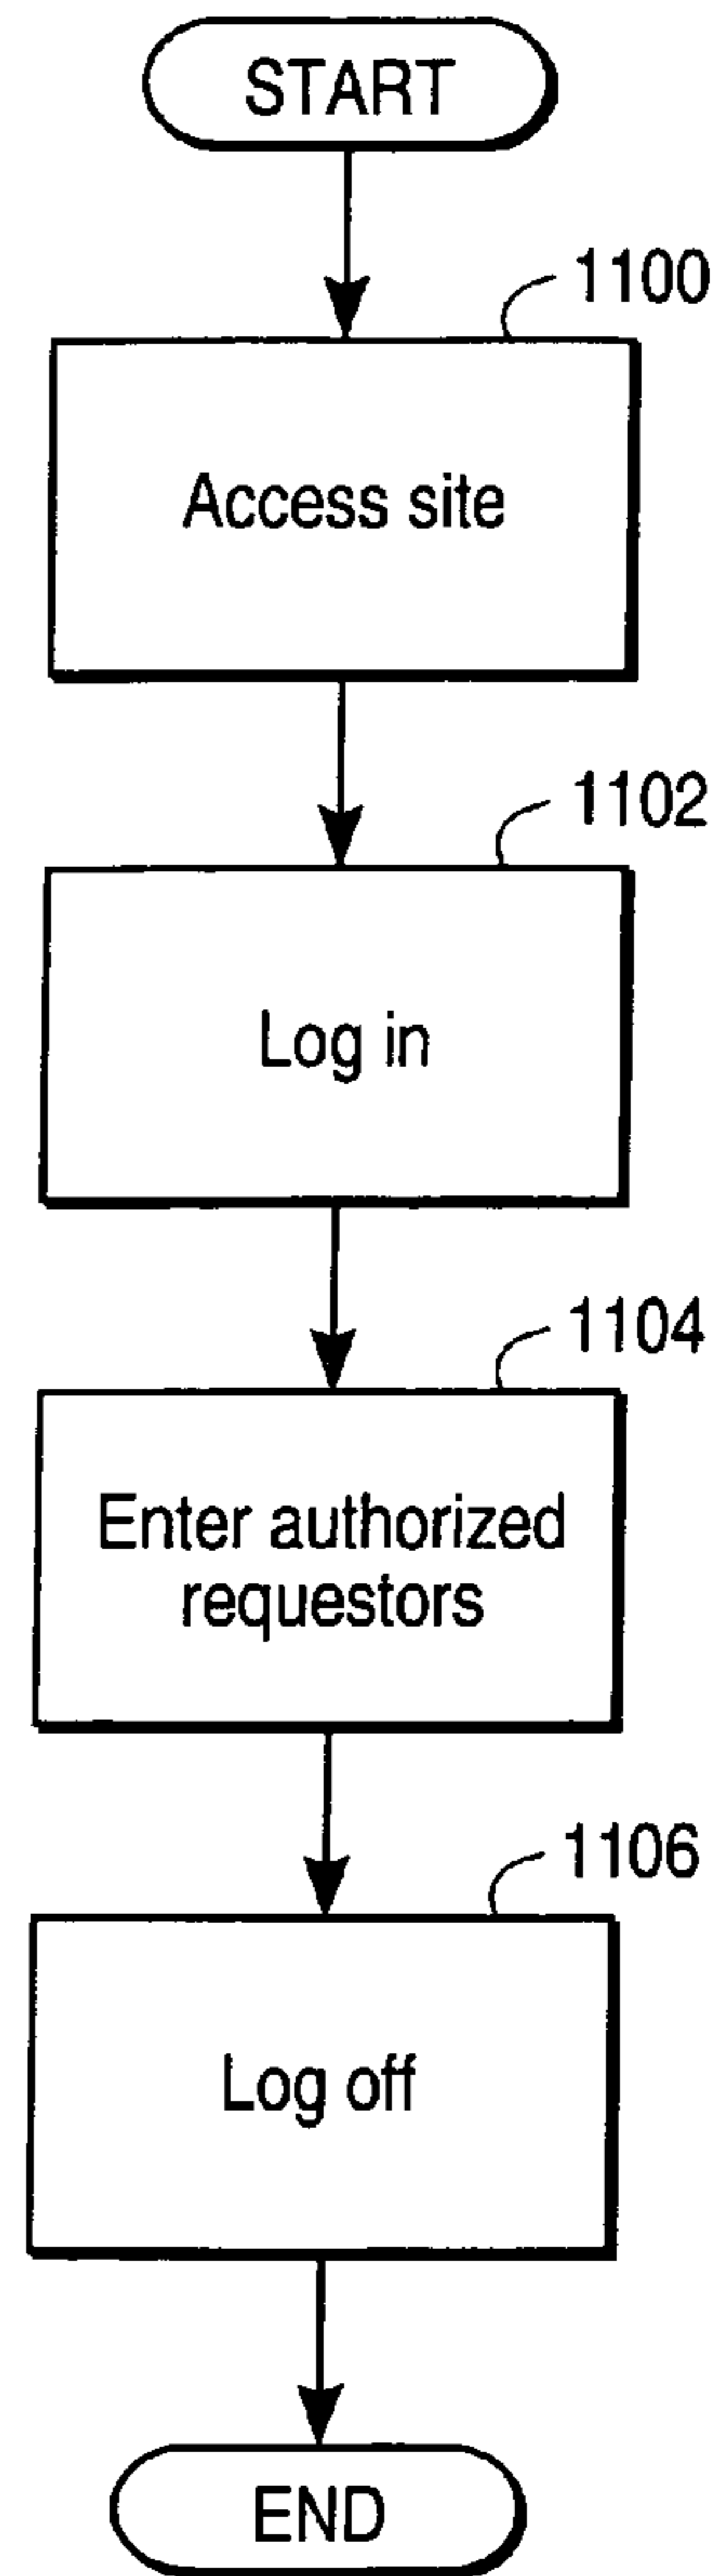 START
1100
Access site
1102
Log in
1104
Enter authorized
requestors
1106
Log off
END